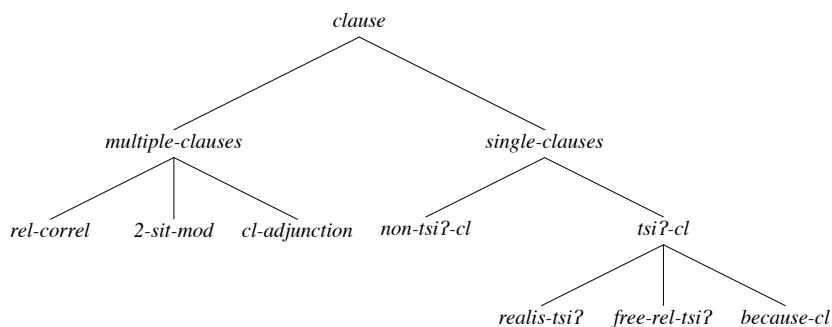 clause
multiple-clauses single-clauses
rel-correl 2-sit-mod cl-adjunction non-tsiʔ-cl tsiʔ-cl
realis-tsiʔ free-rel-tsiʔ because-cl